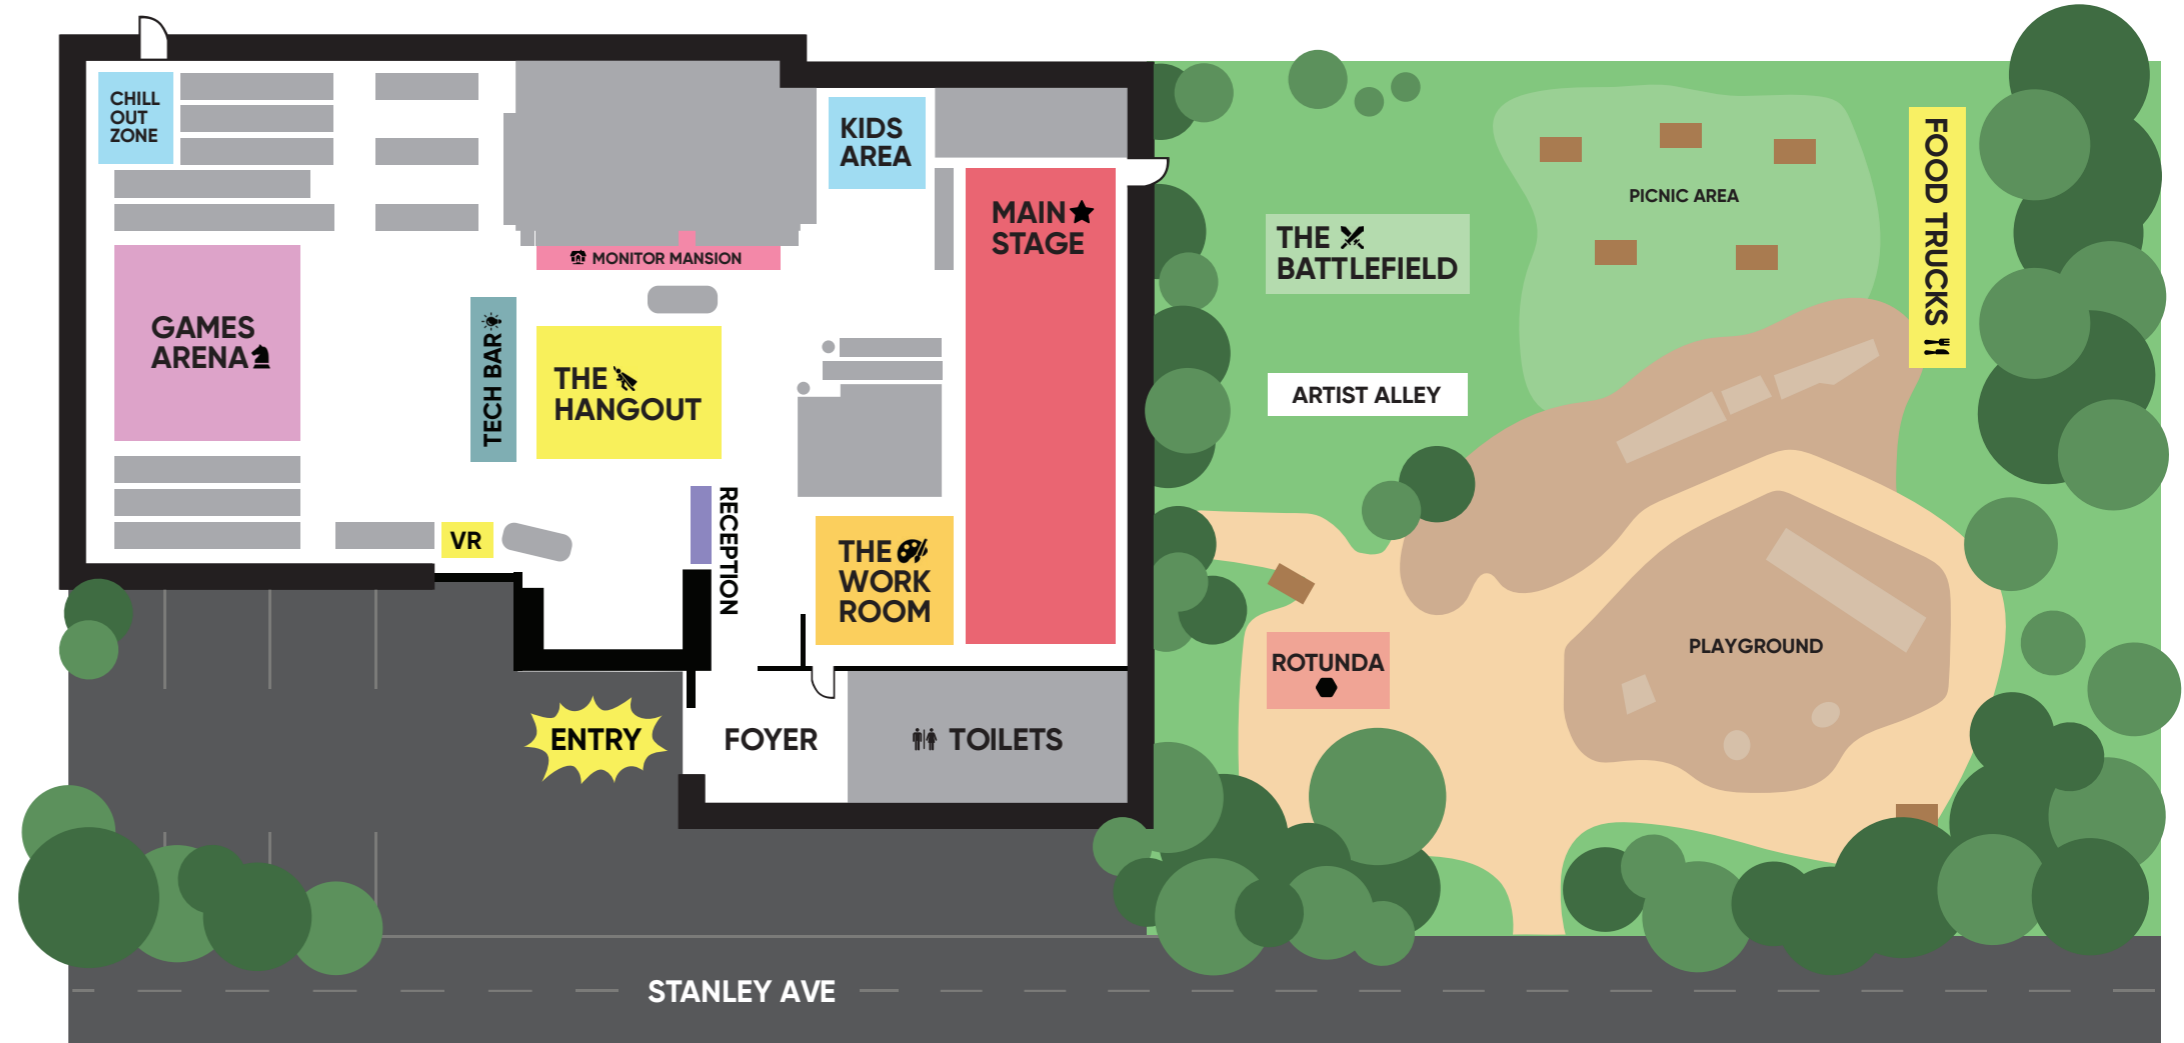 CHILL
OUT
ZONE
KIDS
AREA
MAIN
STAGE
MONITOR MANSION
GAMES
ARENA
TECH BAR
THE
HANGOUT
RECEPTION
VR
THE
WORK
ROOM
ENTRY
FOYER
TOILETS
THE
BATTLEFIELD
PICNIC AREA
FOOD TRUCKS
ARTIST ALLEY
ROTUNDA
PLAYGROUND
STANLEY AVE